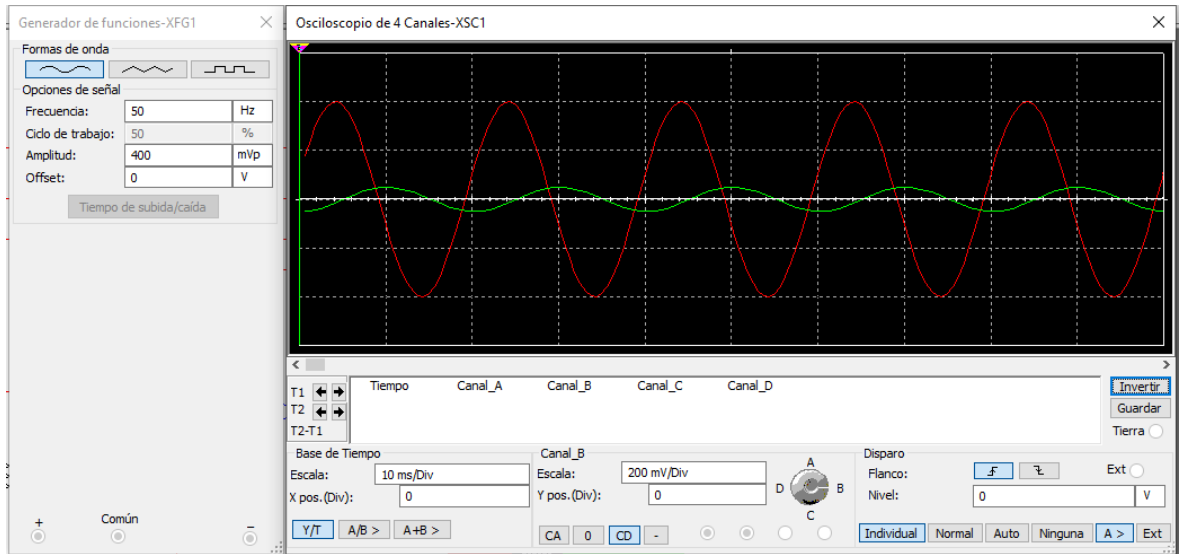 Generador de funciones-XFG1
Formas de onda
Opciones de señal
Frecuencia: 50 Hz
Ciclo de trabajo: 50 %
Amplitud: 400 mVp
Offset: 0 V
Tiempo de subida/caída
+ Común −
Osciloscopio de 4 Canales-XSC1
T1
T2
T2-T1
Tiempo Canal_A Canal_B Canal_C Canal_D
Invertir
Guardar
Tierra
Base de Tiempo
Escala: 10 ms/Div
X pos.(Div): 0
Y/T A/B > A+B >
Canal_B
Escala: 200 mV/Div
Y pos.(Div): 0
CA 0 CD -
A
D B
C
Disparo
Flanco: Ext
Nivel: 0 V
Individual Normal Auto Ninguna A > Ext